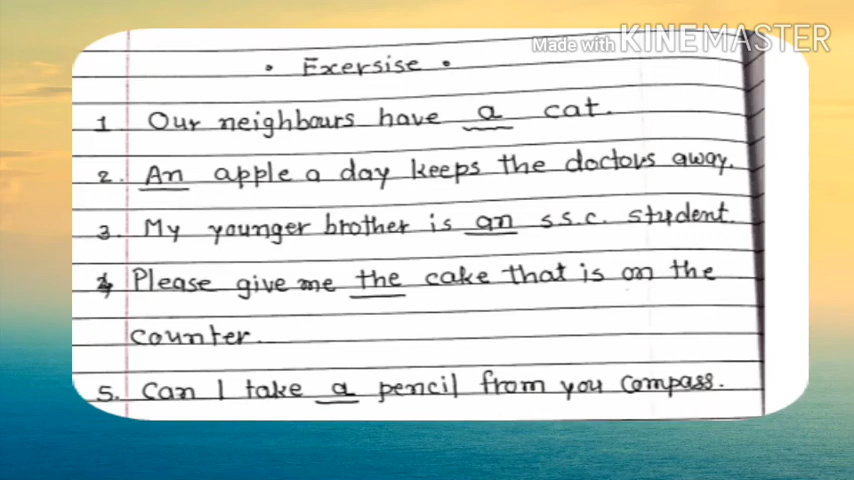 Made with KINEMASTER
• Exersise •
1 Our neighbours have a cat.
2. An apple a day keeps the doctors away.
3. My younger brother is an s.s.c. student.
4 Please give me the cake that is on the
counter.
5. Can I take a pencil from you compass.